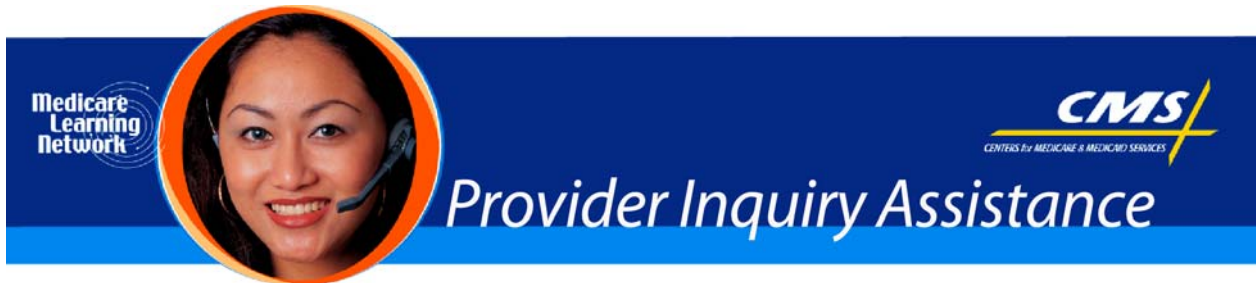 Medicare
Learning
Network
CMS
CENTERS for MEDICARE & MEDICAID SERVICES
Provider Inquiry Assistance